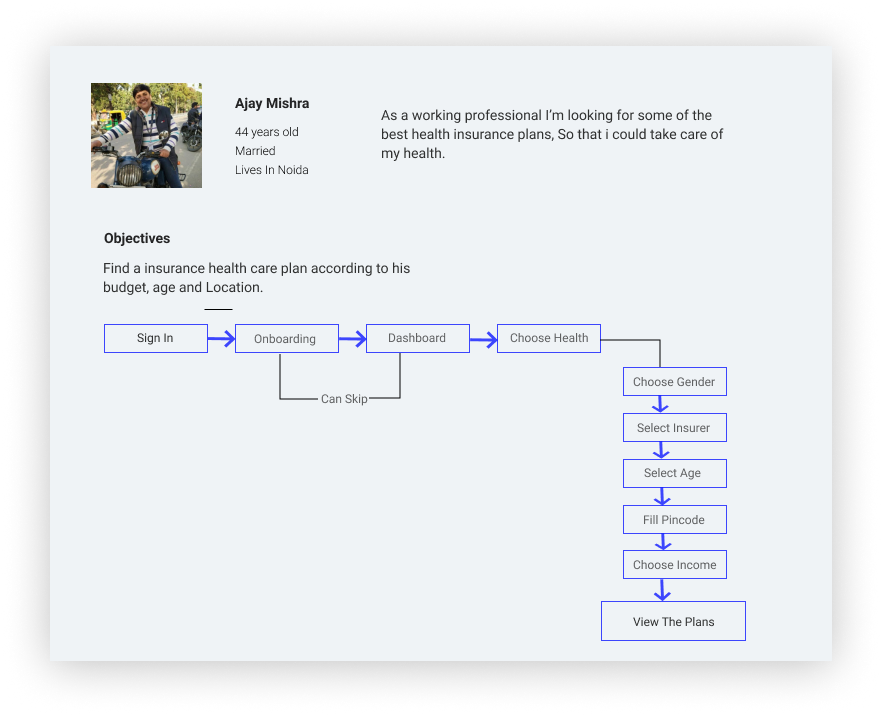 Ajay Mishra
44 years old
Married
Lives In Noida
As a working professional I'm looking for some of the
best health insurance plans, So that i could take care of
my health.
Objectives
Find a insurance health care plan according to his
budget, age and Location.
Sign In
Onboarding
Dashboard
Choose Health
Can Skip
Choose Gender
Select Insurer
Select Age
Fill Pincode
Choose Income
View The Plans